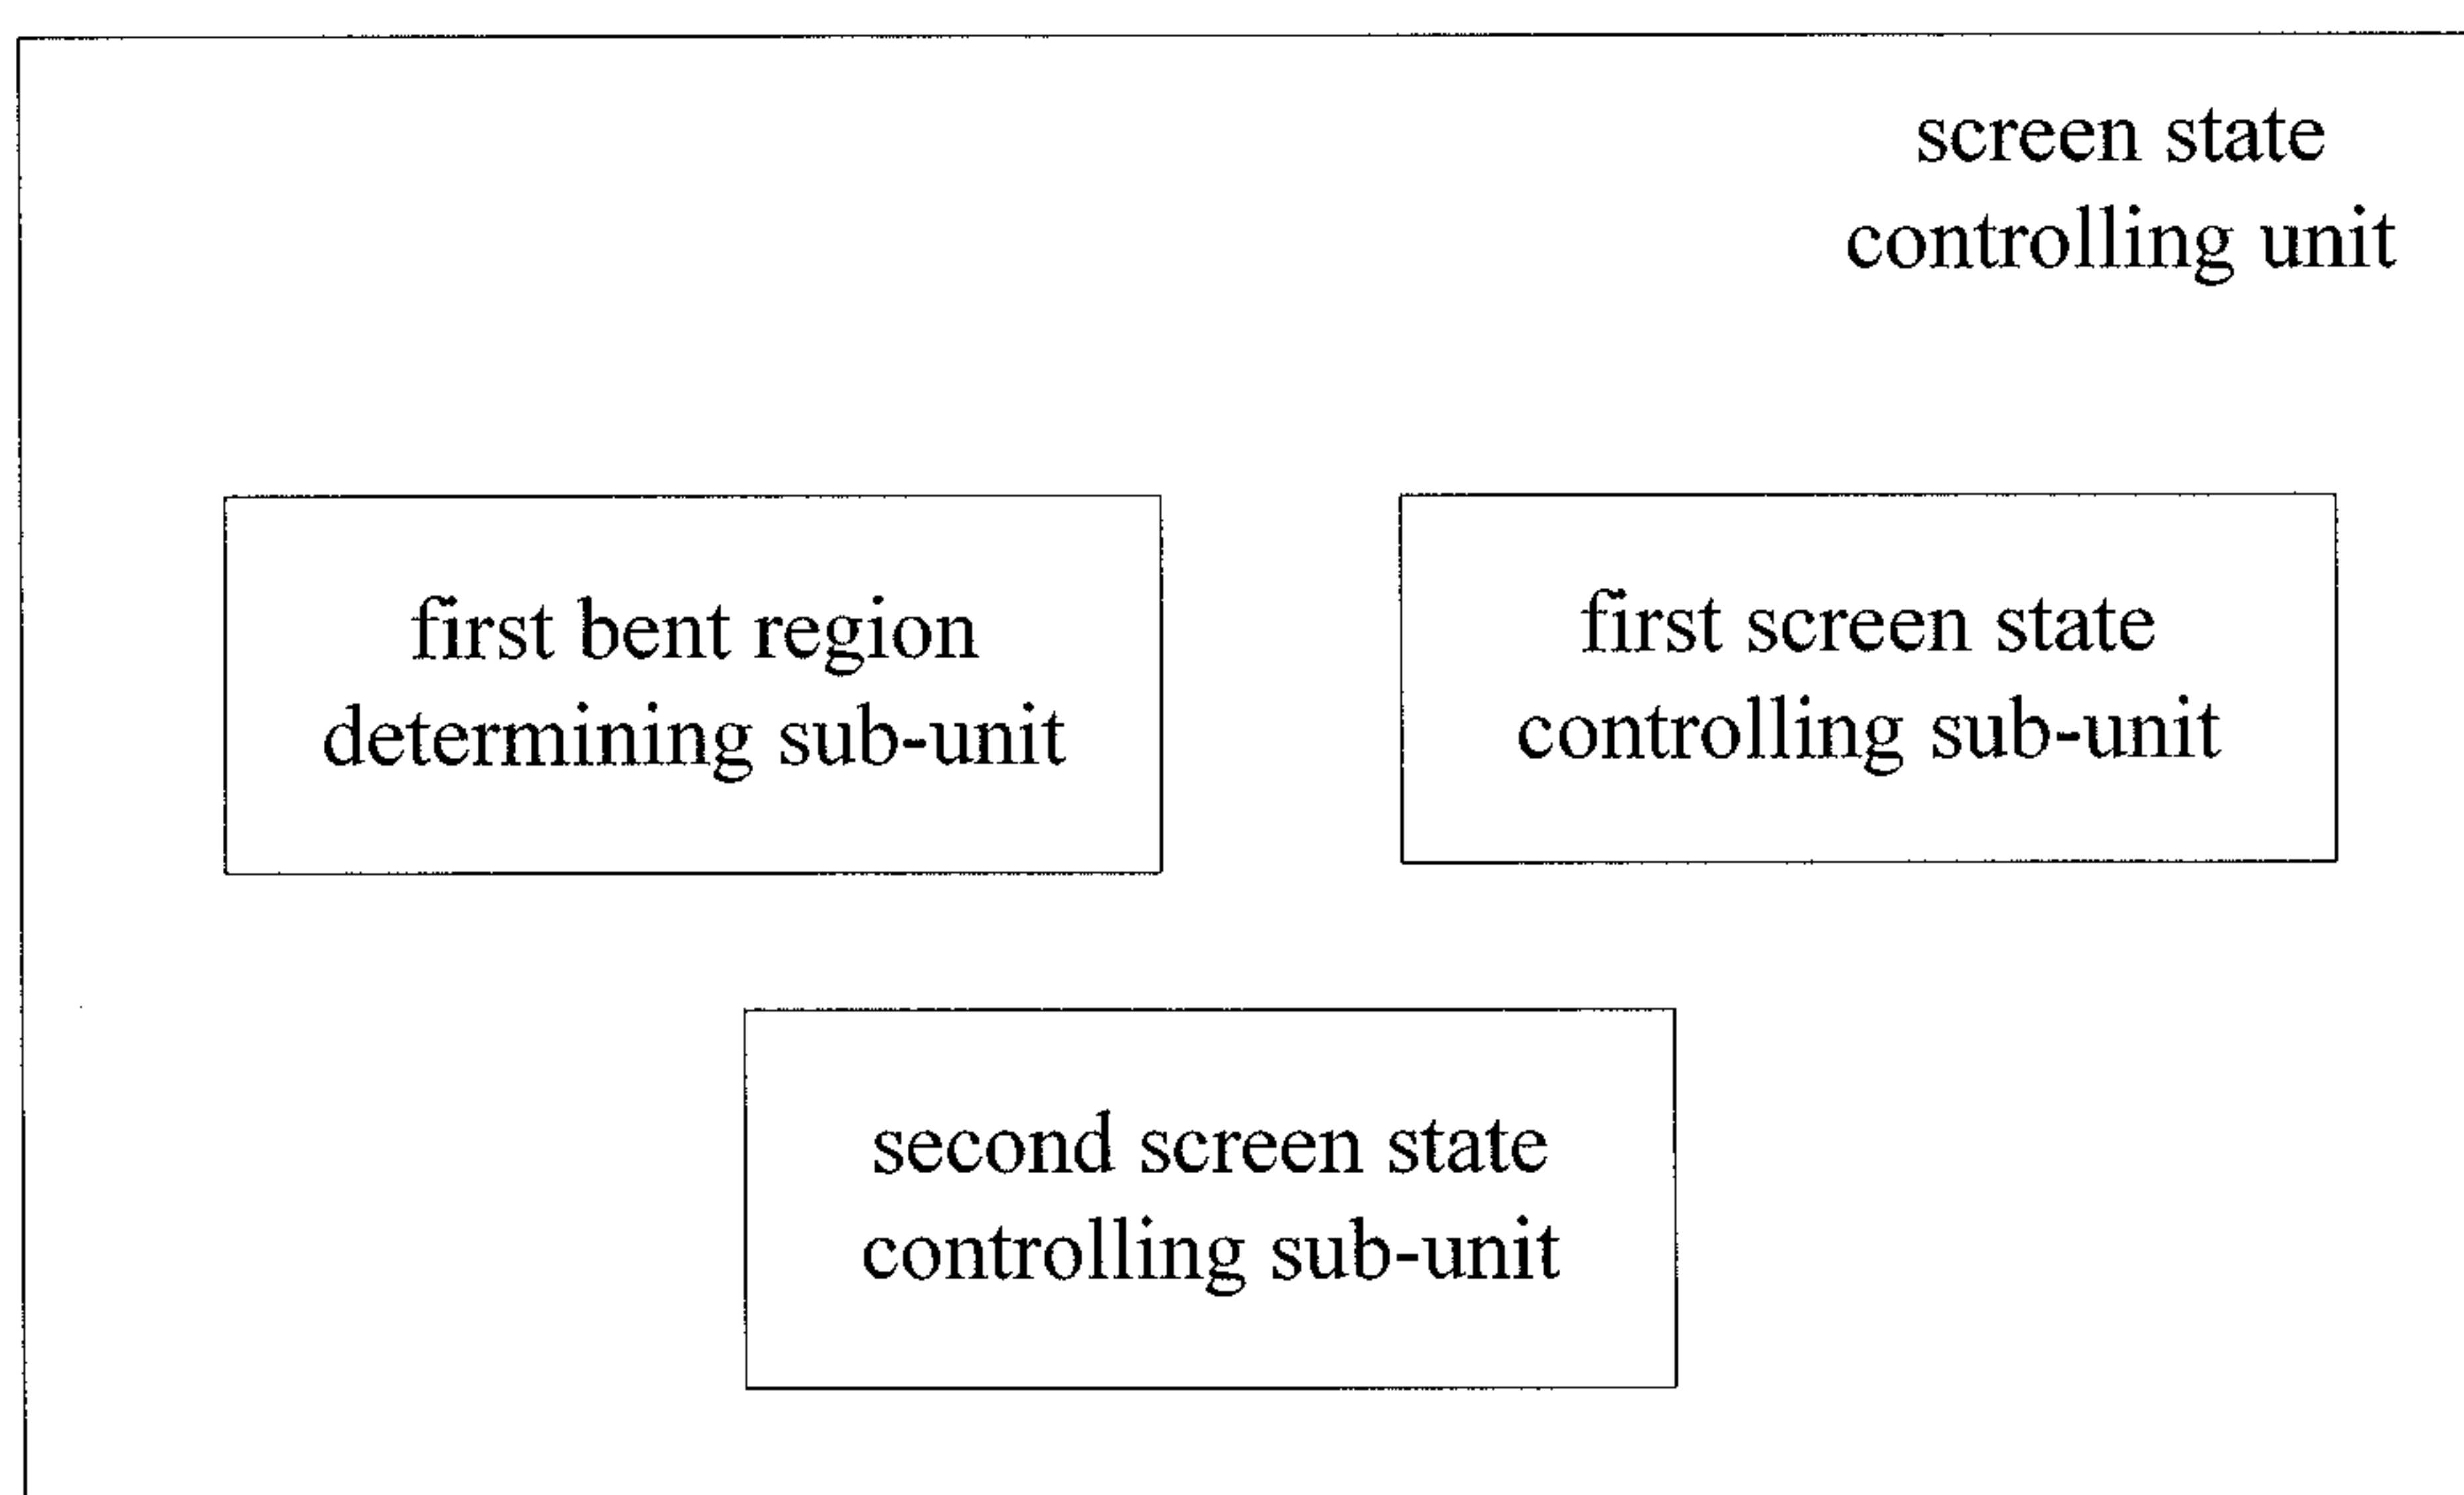 screen state
controlling unit
first bent region
determining sub-unit
first screen state
controlling sub-unit
second screen state
controlling sub-unit